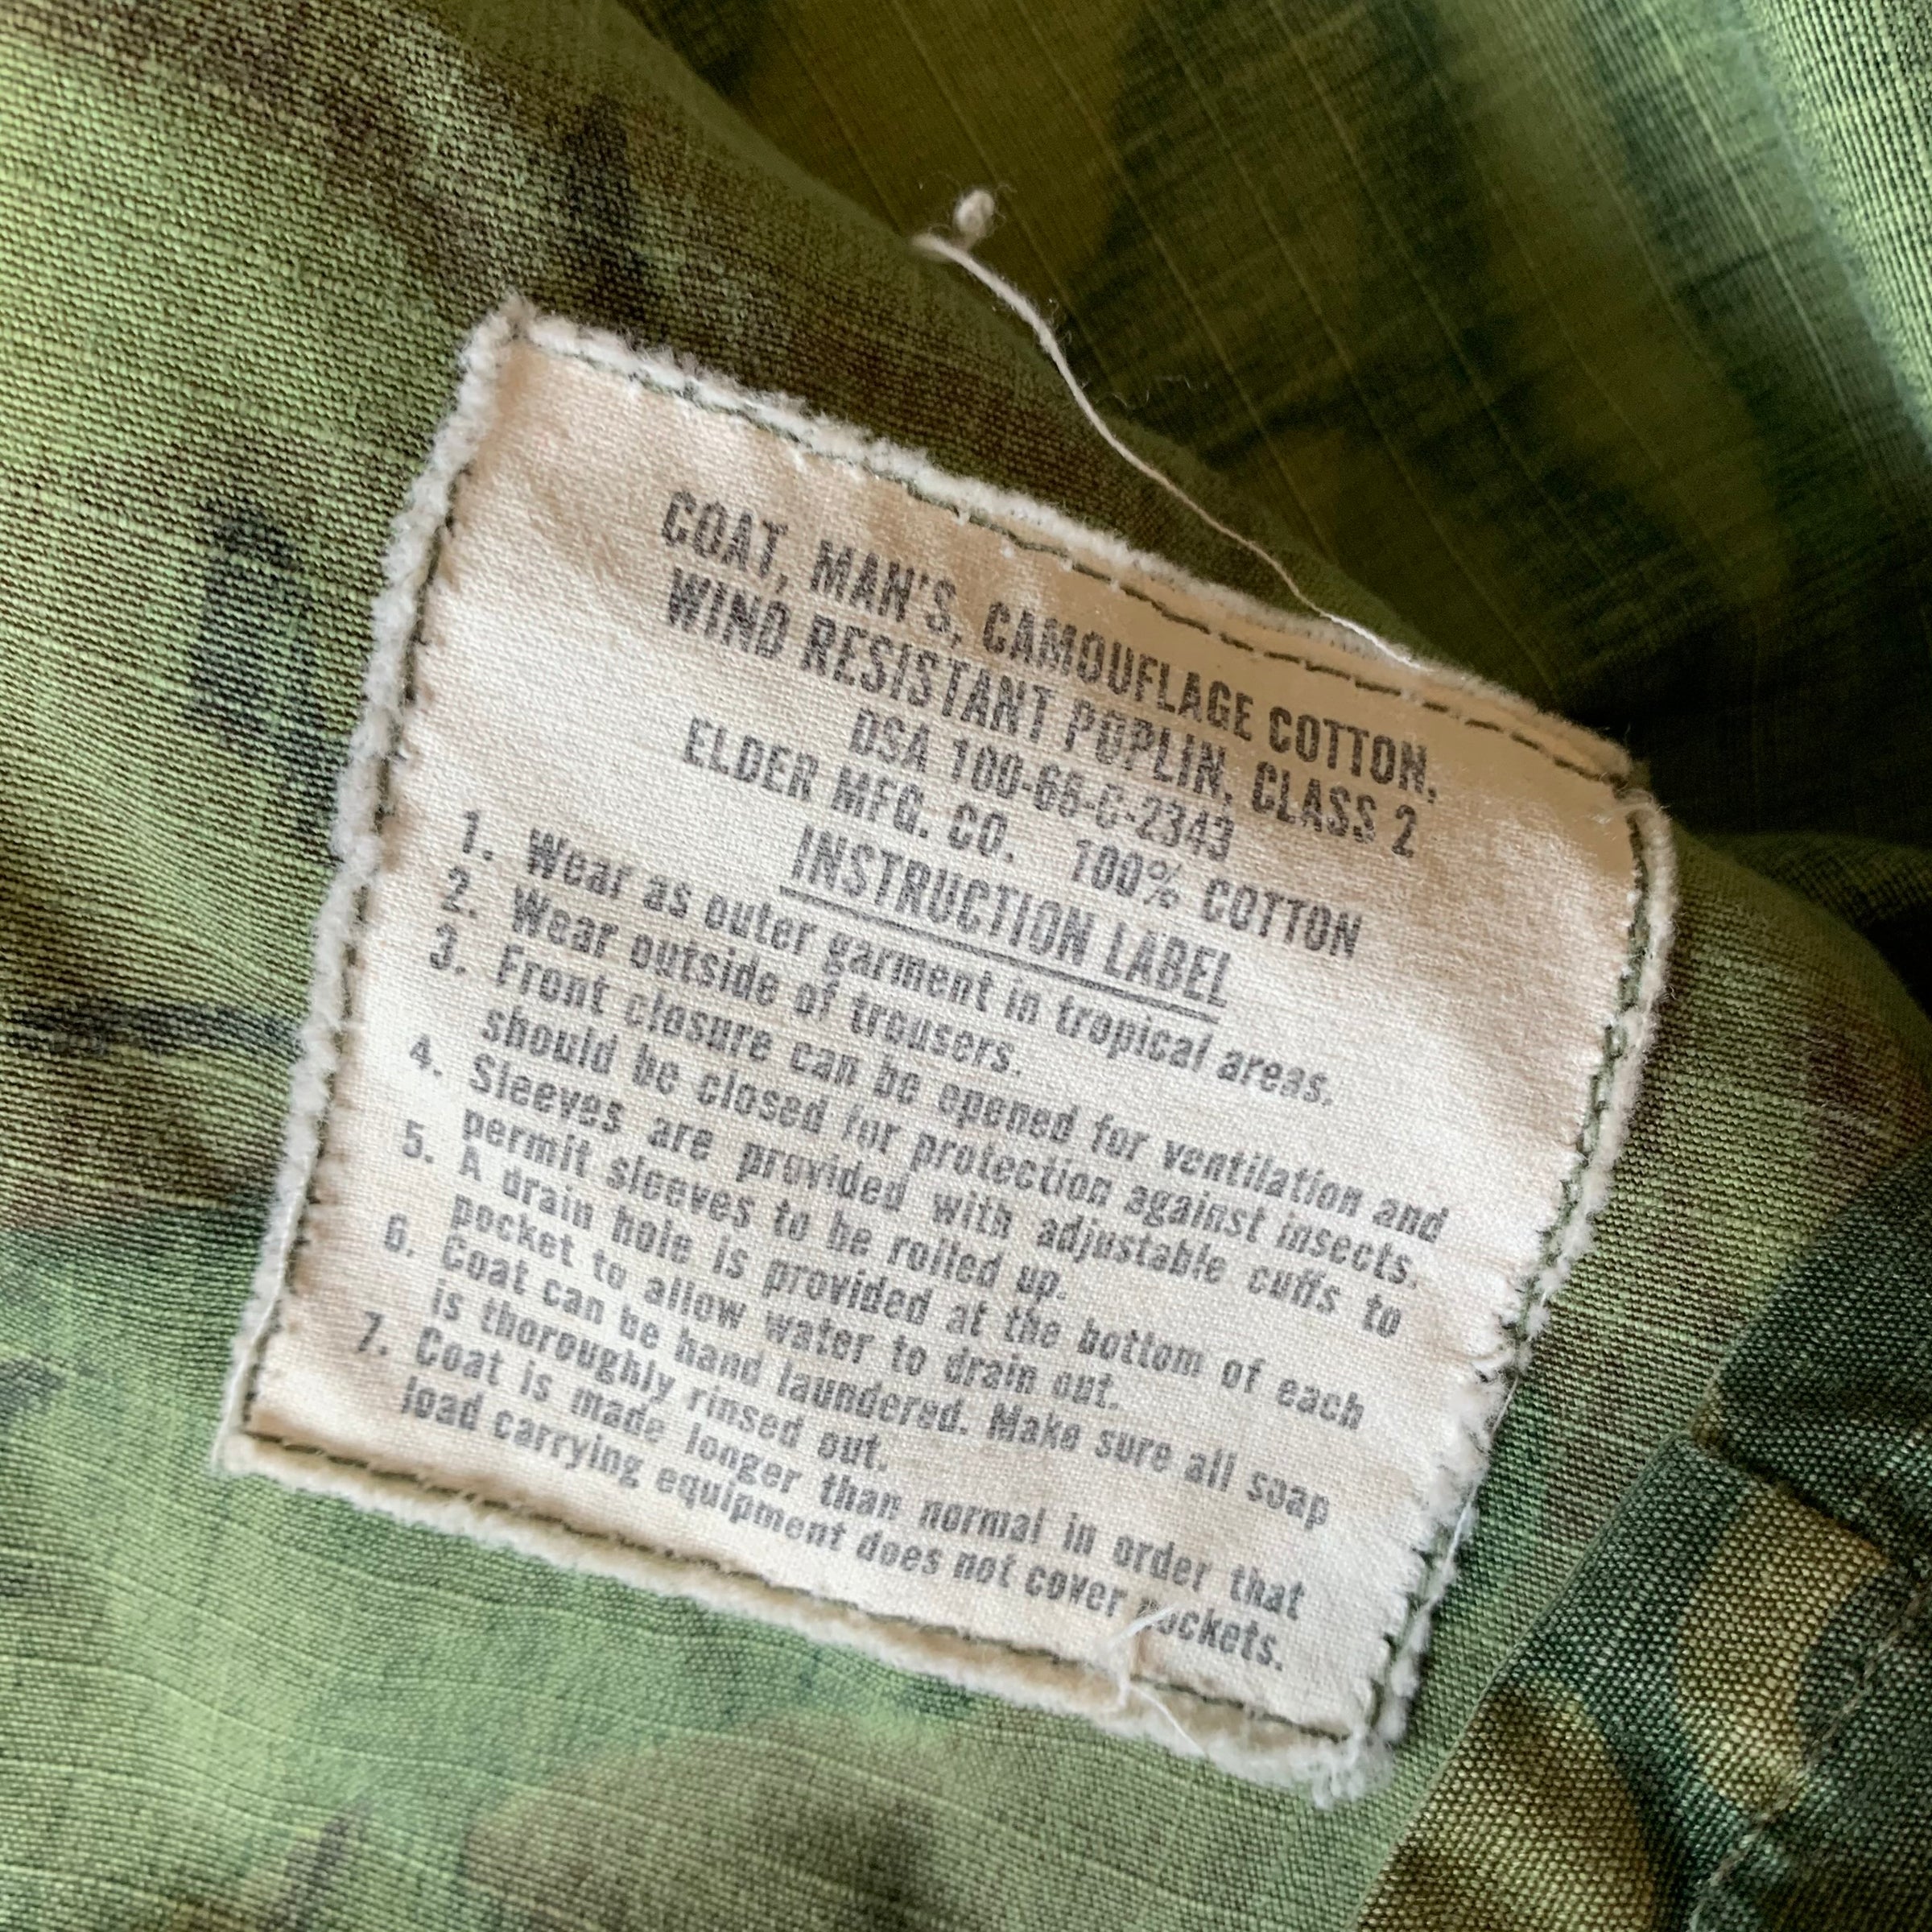 COAT, MAN'S, CAMOUFLAGE COTTON,
WIND RESISTANT POPLIN, CLASS 2
DSA 100-68-C-2343
ELDER MFG. CO. 100% COTTON
INSTRUCTION LABEL
1. Wear as outer garment in tropical areas.
2. Wear outside of trousers.
3. Front closure can be opened for ventilation and
should be closed for protection against insects.
4. Sleeves are provided with adjustable cuffs to
permit sleeves to be rolled up.
5. A drain hole is provided at the bottom of each
pocket to allow water to drain out.
6. Coat can be hand laundered. Make sure all soap
is thoroughly rinsed out.
7. Coat is made longer than normal in order that
load carrying equipment does not cover pockets.